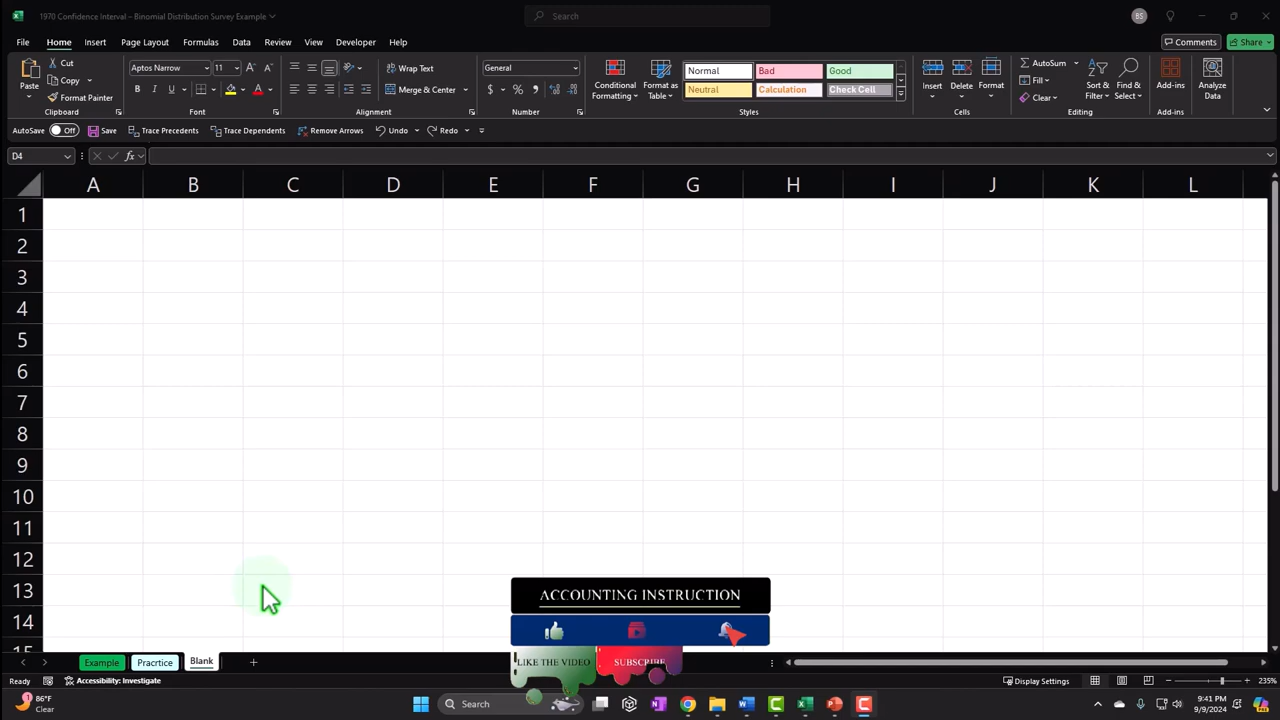 1970 Confidence Interval – Binomial Distribution Survey Example
Search
BS
File Home Insert Page Layout Formulas Data Review View Developer Help
Comments Share
Paste
Cut
Copy
Format Painter
Clipboard
Aptos Narrow 11
B I U
Font
Wrap Text
Merge & Center
Alignment
General
Number
Conditional
Formatting
Format as
Table
Normal Bad Good
Neutral Calculation Check Cell
Styles
Insert Delete Format
Cells
AutoSum
Fill
Clear
Sort &
Filter
Find &
Select
Editing
Add-ins
Add-ins
Analyze
Data
AutoSave Off Save Trace Precedents Trace Dependents Remove Arrows Undo Redo
D4 fx
A B C D E F G H I J K L
1
2
3
4
5
6
7
8
9
10
11
12
13
14
15
ACCOUNTING INSTRUCTION
LIKE THE VIDEO SUBSCRIBE
Example Practice Blank
Ready Accessibility: Investigate Display Settings 235%
86°F
Clear
Search
9:41 PM
9/9/2024